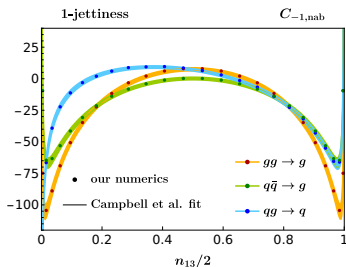 1-jettiness
C₋₁,nab
25
0
−25
−50
−75
−100
our numerics
Campbell et al. fit
gg → g
qq̄ → g
qg → q
0
0.2
0.4
0.6
0.8
1
n₁₃/2